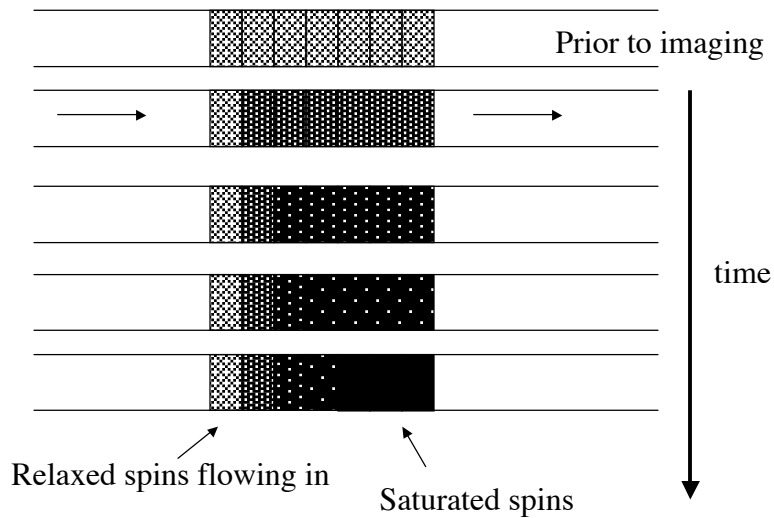 Prior to imaging
time
Relaxed spins flowing in
Saturated spins